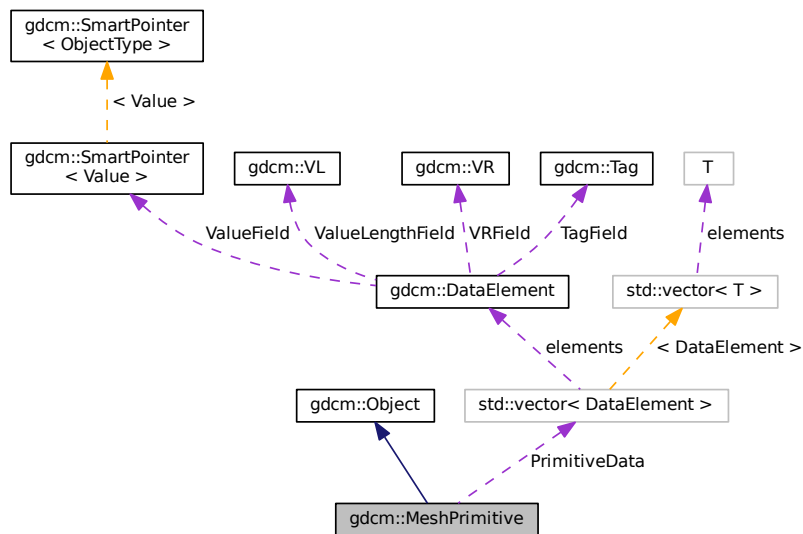 gdcm::SmartPointer
< ObjectType >
< Value >
gdcm::SmartPointer
< Value >
gdcm::VL
gdcm::VR
gdcm::Tag
T
ValueField
ValueLengthField
VRField
TagField
elements
gdcm::DataElement
std::vector< T >
elements
< DataElement >
gdcm::Object
std::vector< DataElement >
PrimitiveData
gdcm::MeshPrimitive